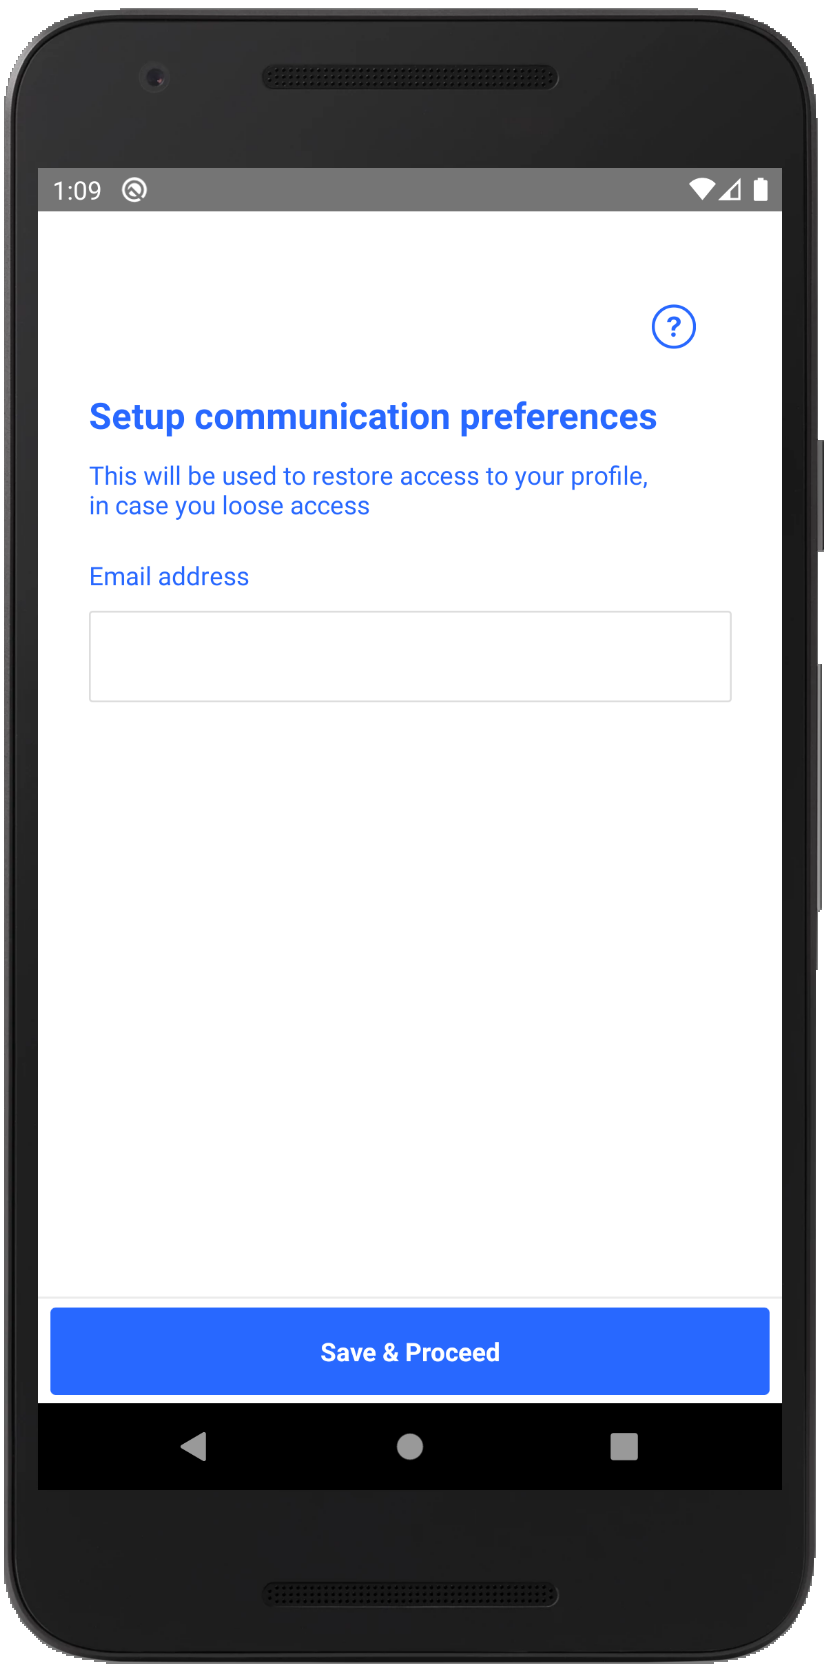 1:09
?
Setup communication preferences
This will be used to restore access to your profile,
in case you loose access
Email address
Save & Proceed